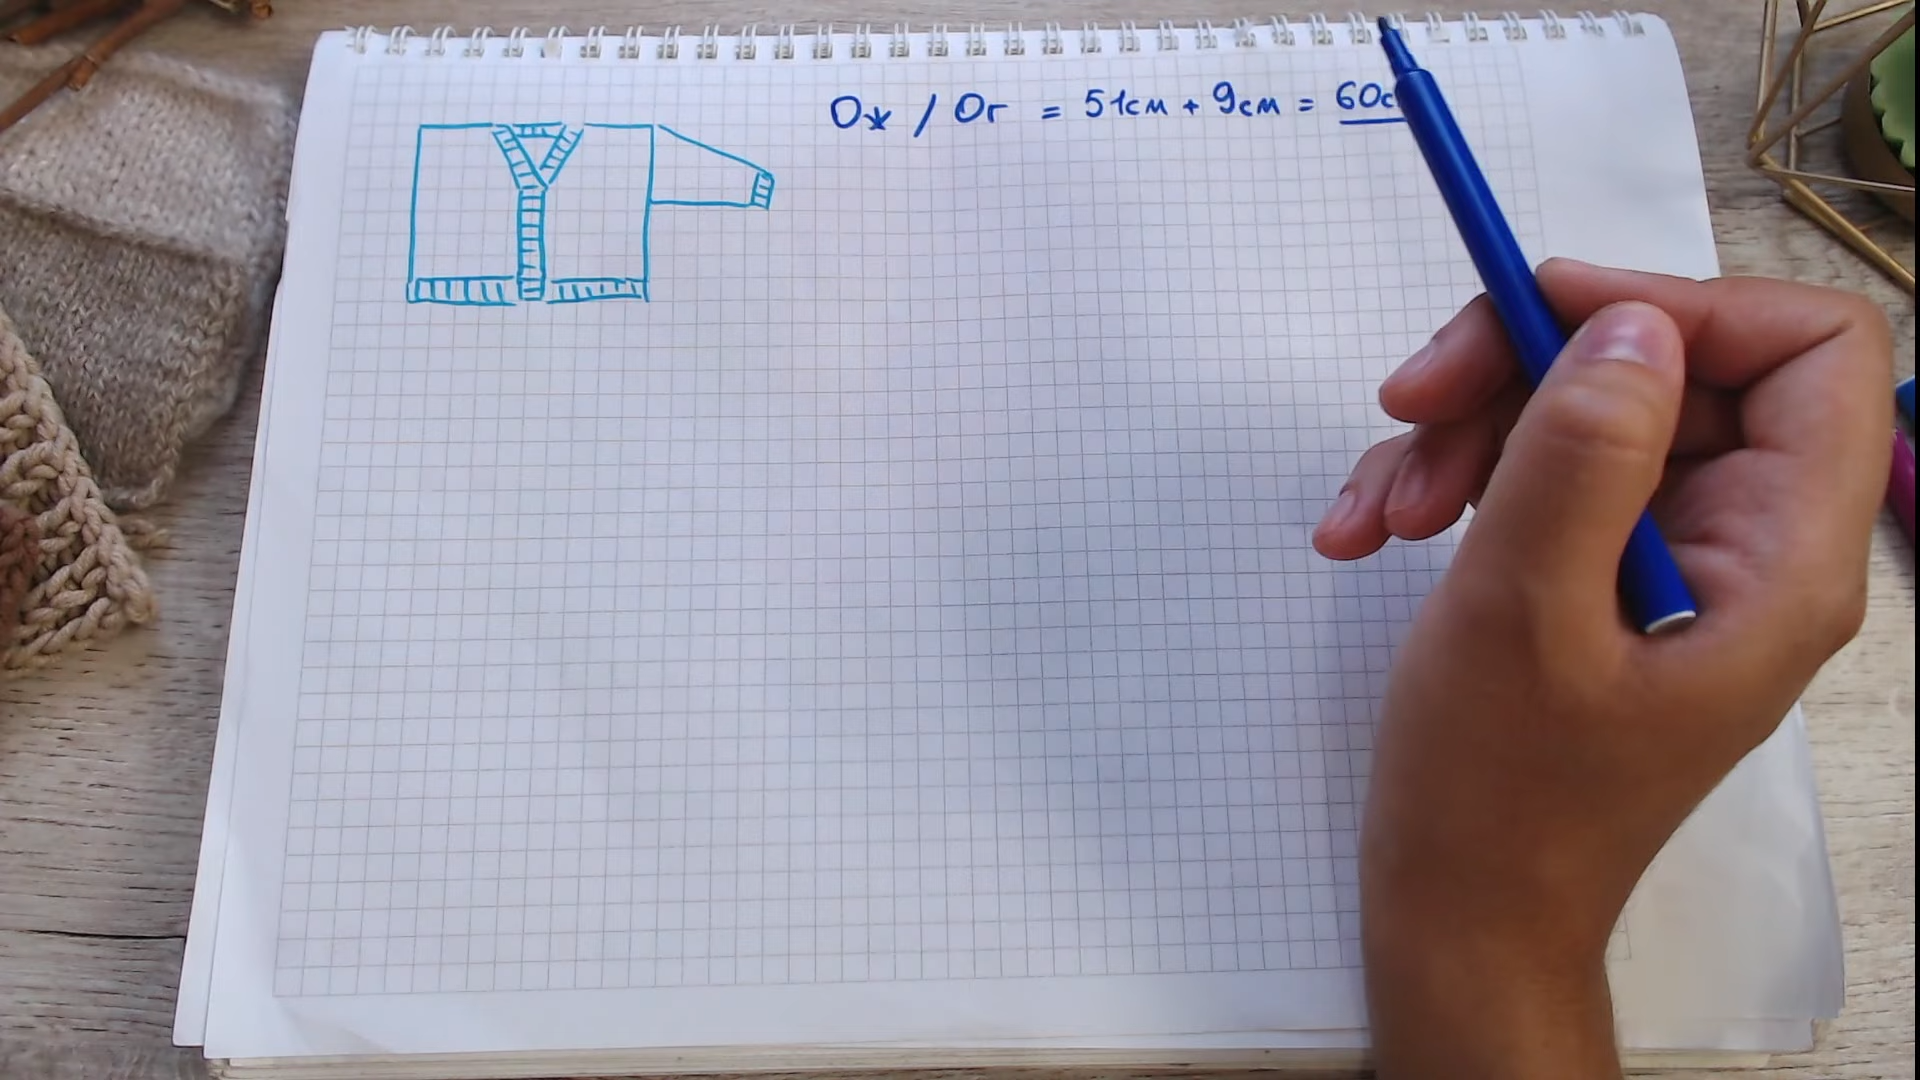 Ож / Ог = 51см + 9см = 60с